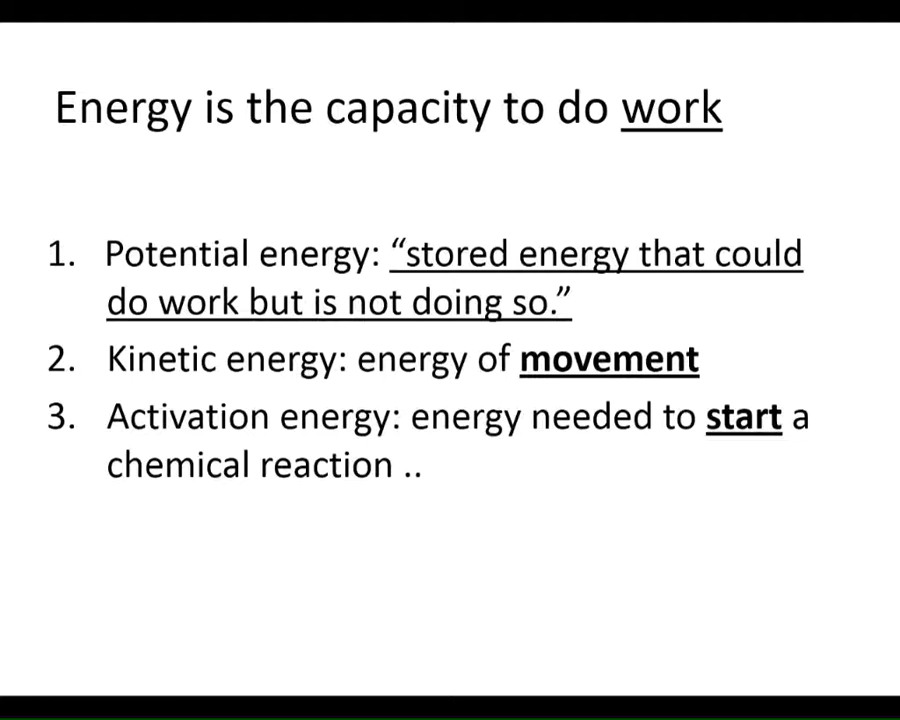 Energy is the capacity to do work
1. Potential energy: “stored energy that could
do work but is not doing so.”
2. Kinetic energy: energy of movement
3. Activation energy: energy needed to start a
chemical reaction ..